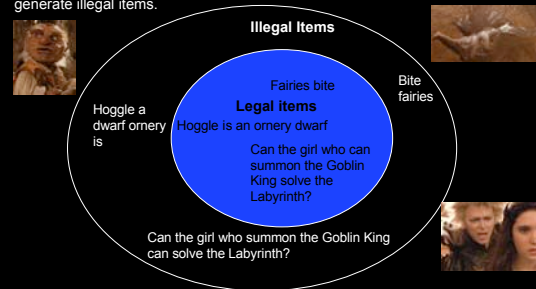 generate illegal items.
Illegal Items
Fairies bite
Bite
fairies
Legal items
Hoggle a
dwarf ornery
is
Hoggle is an ornery dwarf
Can the girl who can
summon the Goblin
King solve the
Labyrinth?
Can the girl who summon the Goblin King
can solve the Labyrinth?